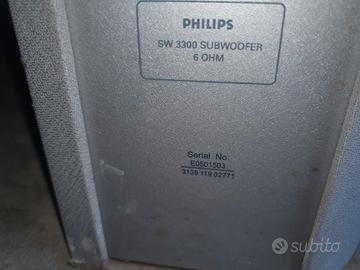 PHILIPS
SW 3300 SUBWOOFER
6 OHM
Serial No:
E0501503
3139 119 02771
subito